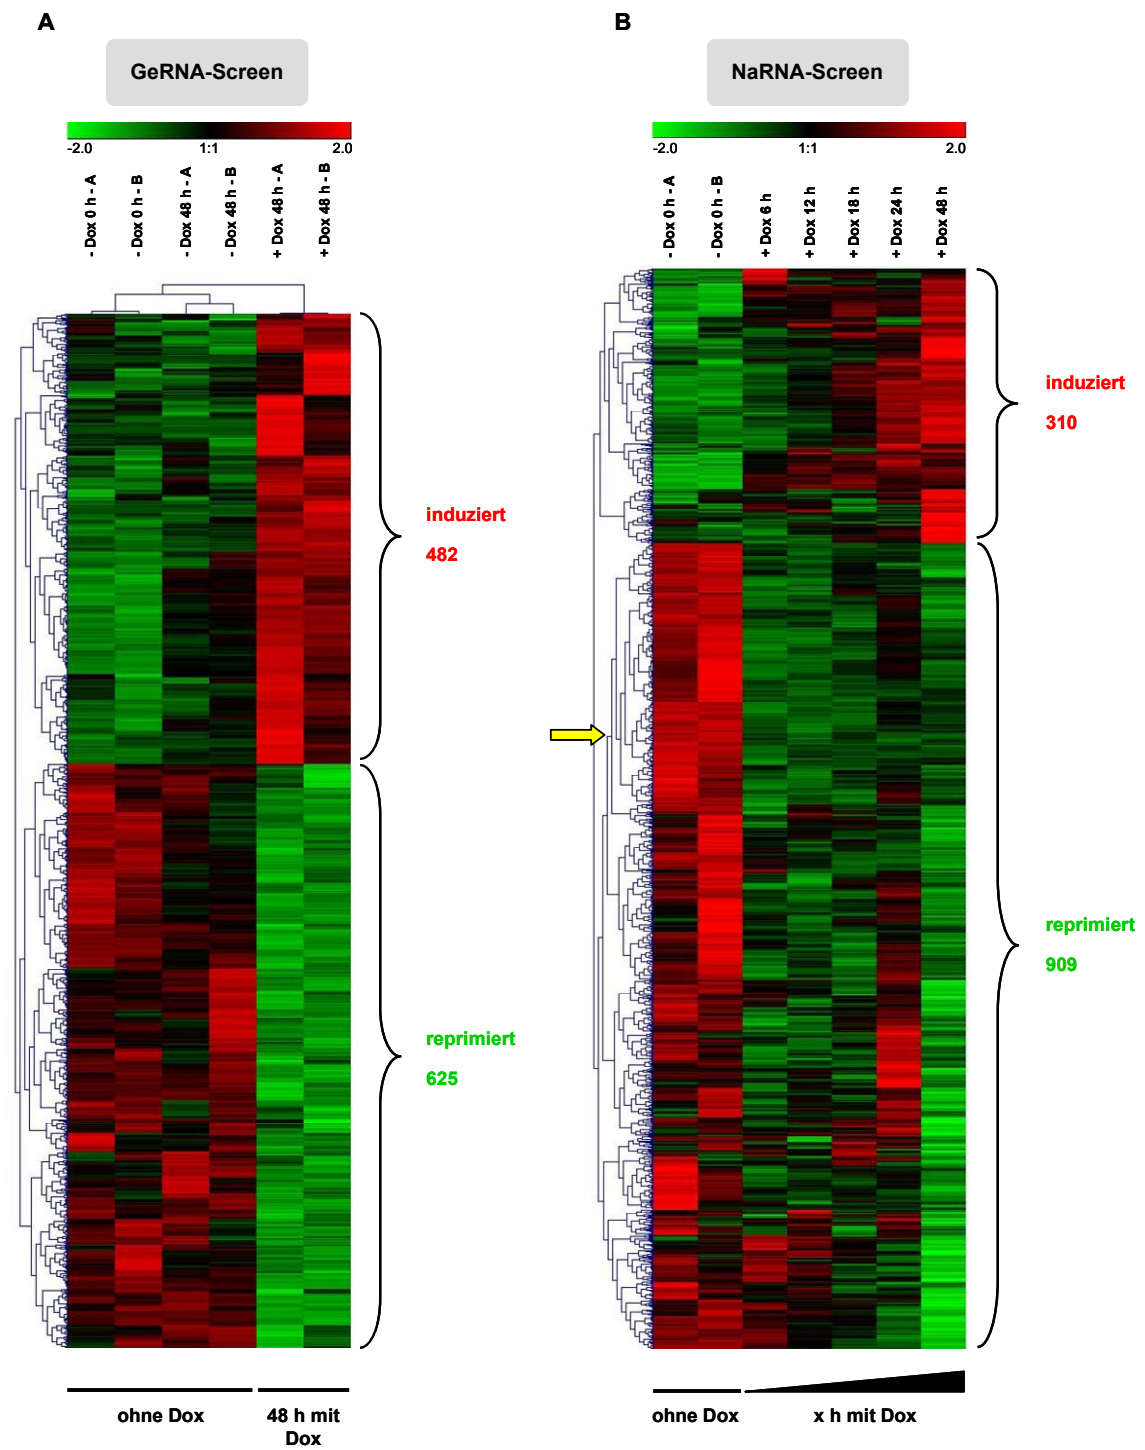 A
GeRNA-Screen
-2.0 1:1 2.0
- Dox 0 h - A
- Dox 0 h - B
- Dox 48 h - A
- Dox 48 h - B
+ Dox 48 h - A
+ Dox 48 h - B
induziert
482
reprimiert
625
ohne Dox
48 h mit
Dox
B
NaRNA-Screen
-2.0 1:1 2.0
- Dox 0 h - A
- Dox 0 h - B
+ Dox 6 h
+ Dox 12 h
+ Dox 18 h
+ Dox 24 h
+ Dox 48 h
induziert
310
reprimiert
909
ohne Dox
x h mit Dox